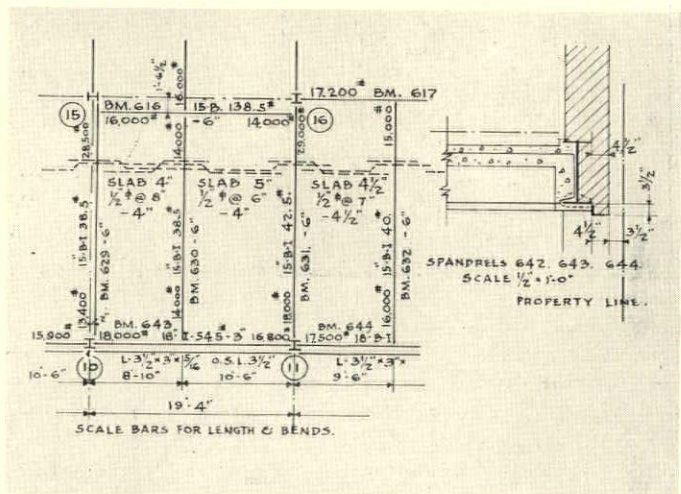 1'-6½"
16,000#
17,200# BM. 617
BM. 616
15-B. 138.5#
15
16,000#
-6"
14000#
16
28,500#
14000#
29,000#
15,000#
SLAB 4"
½"⌀ @ 8"
-4"
SLAB 5"
½"⌀ @ 6"
-4"
SLAB 4½"
½"⌀ @ 7"
-4½"
15-B-I 38.5
BM. 629 -6"
13,400#
15-B-I 38.5
BM. 630 -6"
14000#
15-B-I 42.5.
BM. 631. -6"
18,000#
15-B-I 40.
BM. 632 -6"
16,000#
BM. 643
BM. 644
15,900#
18,000#
18"-I-54.5-3"
16,800#
17,500#
18-B-I
L-3½"×3"×5/16
O.S.L. 3½"
L-3½"×3"×
10
11
10'-6"
8'-10"
10'-6"
9'-6"
19'-4"
SCALE BARS FOR LENGTH & BENDS.
4½"
3½"
4½"
3½"
SPANDRELS 642. 643. 644.
SCALE ½"=1'-0"
PROPERTY LINE.